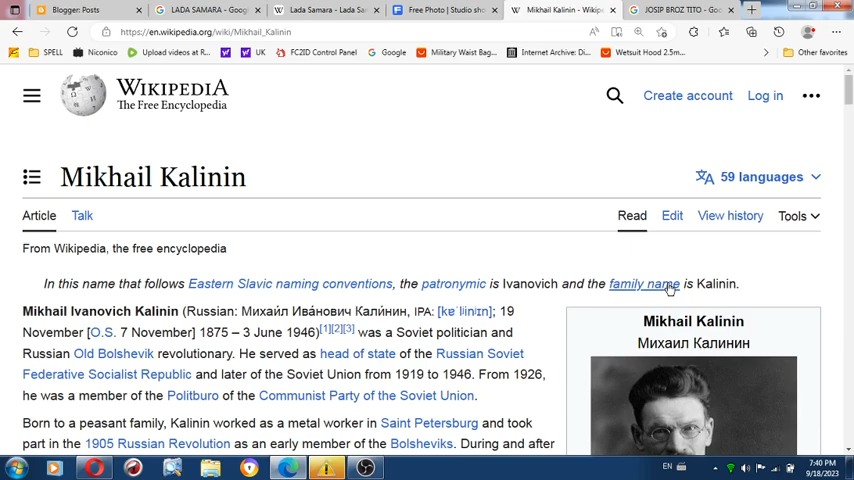 Blogger: Posts
LADA SAMARA - Google
Lada Samara - Lada Sam
Free Photo | Studio sho
Mikhail Kalinin - Wikipe
JOSIP BROZ TITO - Goo
https://en.wikipedia.org/wiki/Mikhail_Kalinin
SPELL
Niconico
Upload videos at R...
UK
FC2ID Control Panel
Google
Military Waist Bag...
Internet Archive: Di...
Wetsuit Hood 2.5m...
Other favorites
WIKIPEDIA
The Free Encyclopedia
Create account
Log in
Mikhail Kalinin
59 languages
Article
Talk
Read
Edit
View history
Tools
From Wikipedia, the free encyclopedia
In this name that follows Eastern Slavic naming conventions, the patronymic is Ivanovich and the family name is Kalinin.
Mikhail Ivanovich Kalinin (Russian: Михаи́л Ива́нович Кали́нин, IPA: [kɐˈlʲinʲɪn]; 19
November [O.S. 7 November] 1875 – 3 June 1946)[1][2][3] was a Soviet politician and
Russian Old Bolshevik revolutionary. He served as head of state of the Russian Soviet
Federative Socialist Republic and later of the Soviet Union from 1919 to 1946. From 1926,
he was a member of the Politburo of the Communist Party of the Soviet Union.
Born to a peasant family, Kalinin worked as a metal worker in Saint Petersburg and took
part in the 1905 Russian Revolution as an early member of the Bolsheviks. During and after
Mikhail Kalinin
Михаил Калинин
EN
7:40 PM
9/18/2023